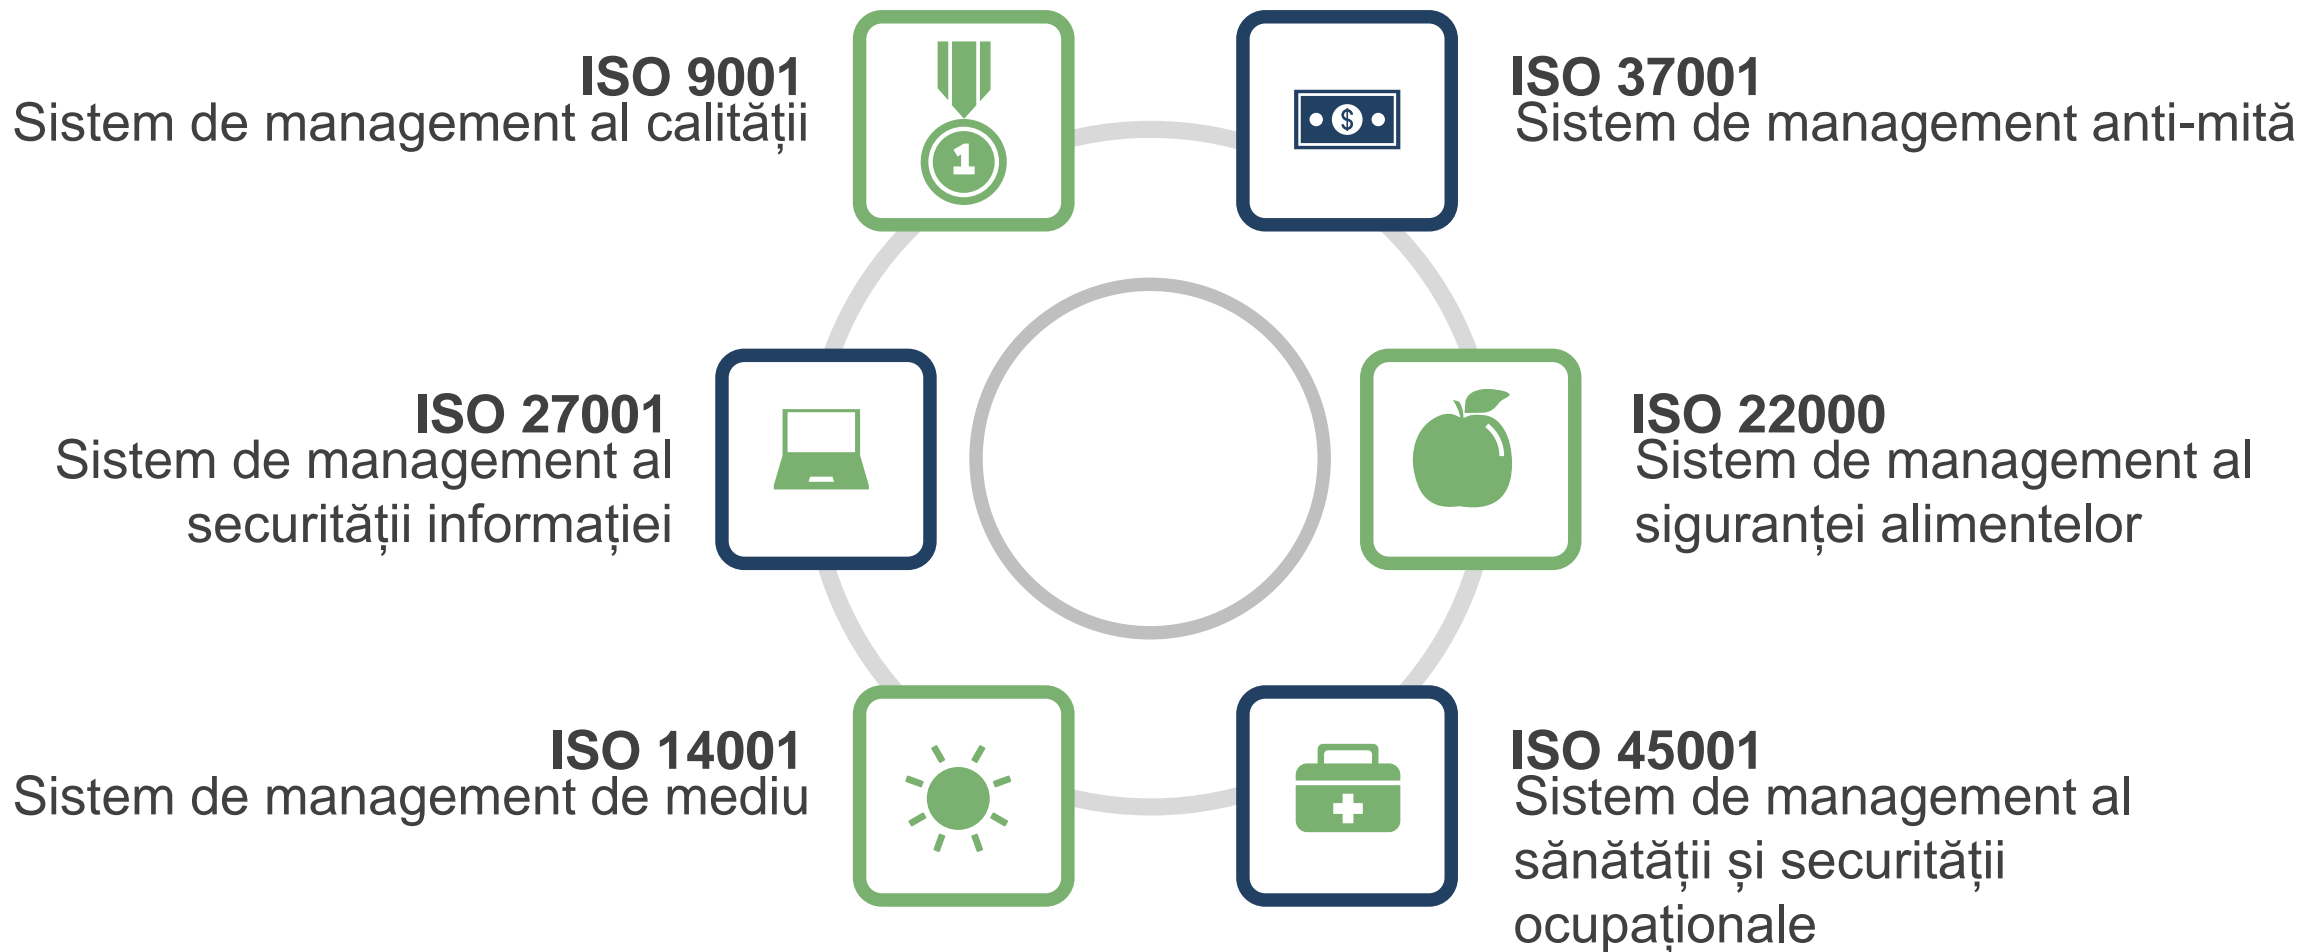 ISO 9001
Sistem de management al calității
ISO 37001
Sistem de management anti-mită
ISO 27001
Sistem de management al
securității informației
ISO 22000
Sistem de management al
siguranței alimentelor
ISO 14001
Sistem de management de mediu
ISO 45001
Sistem de management al
sănătății și securității
ocupaționale
1
$